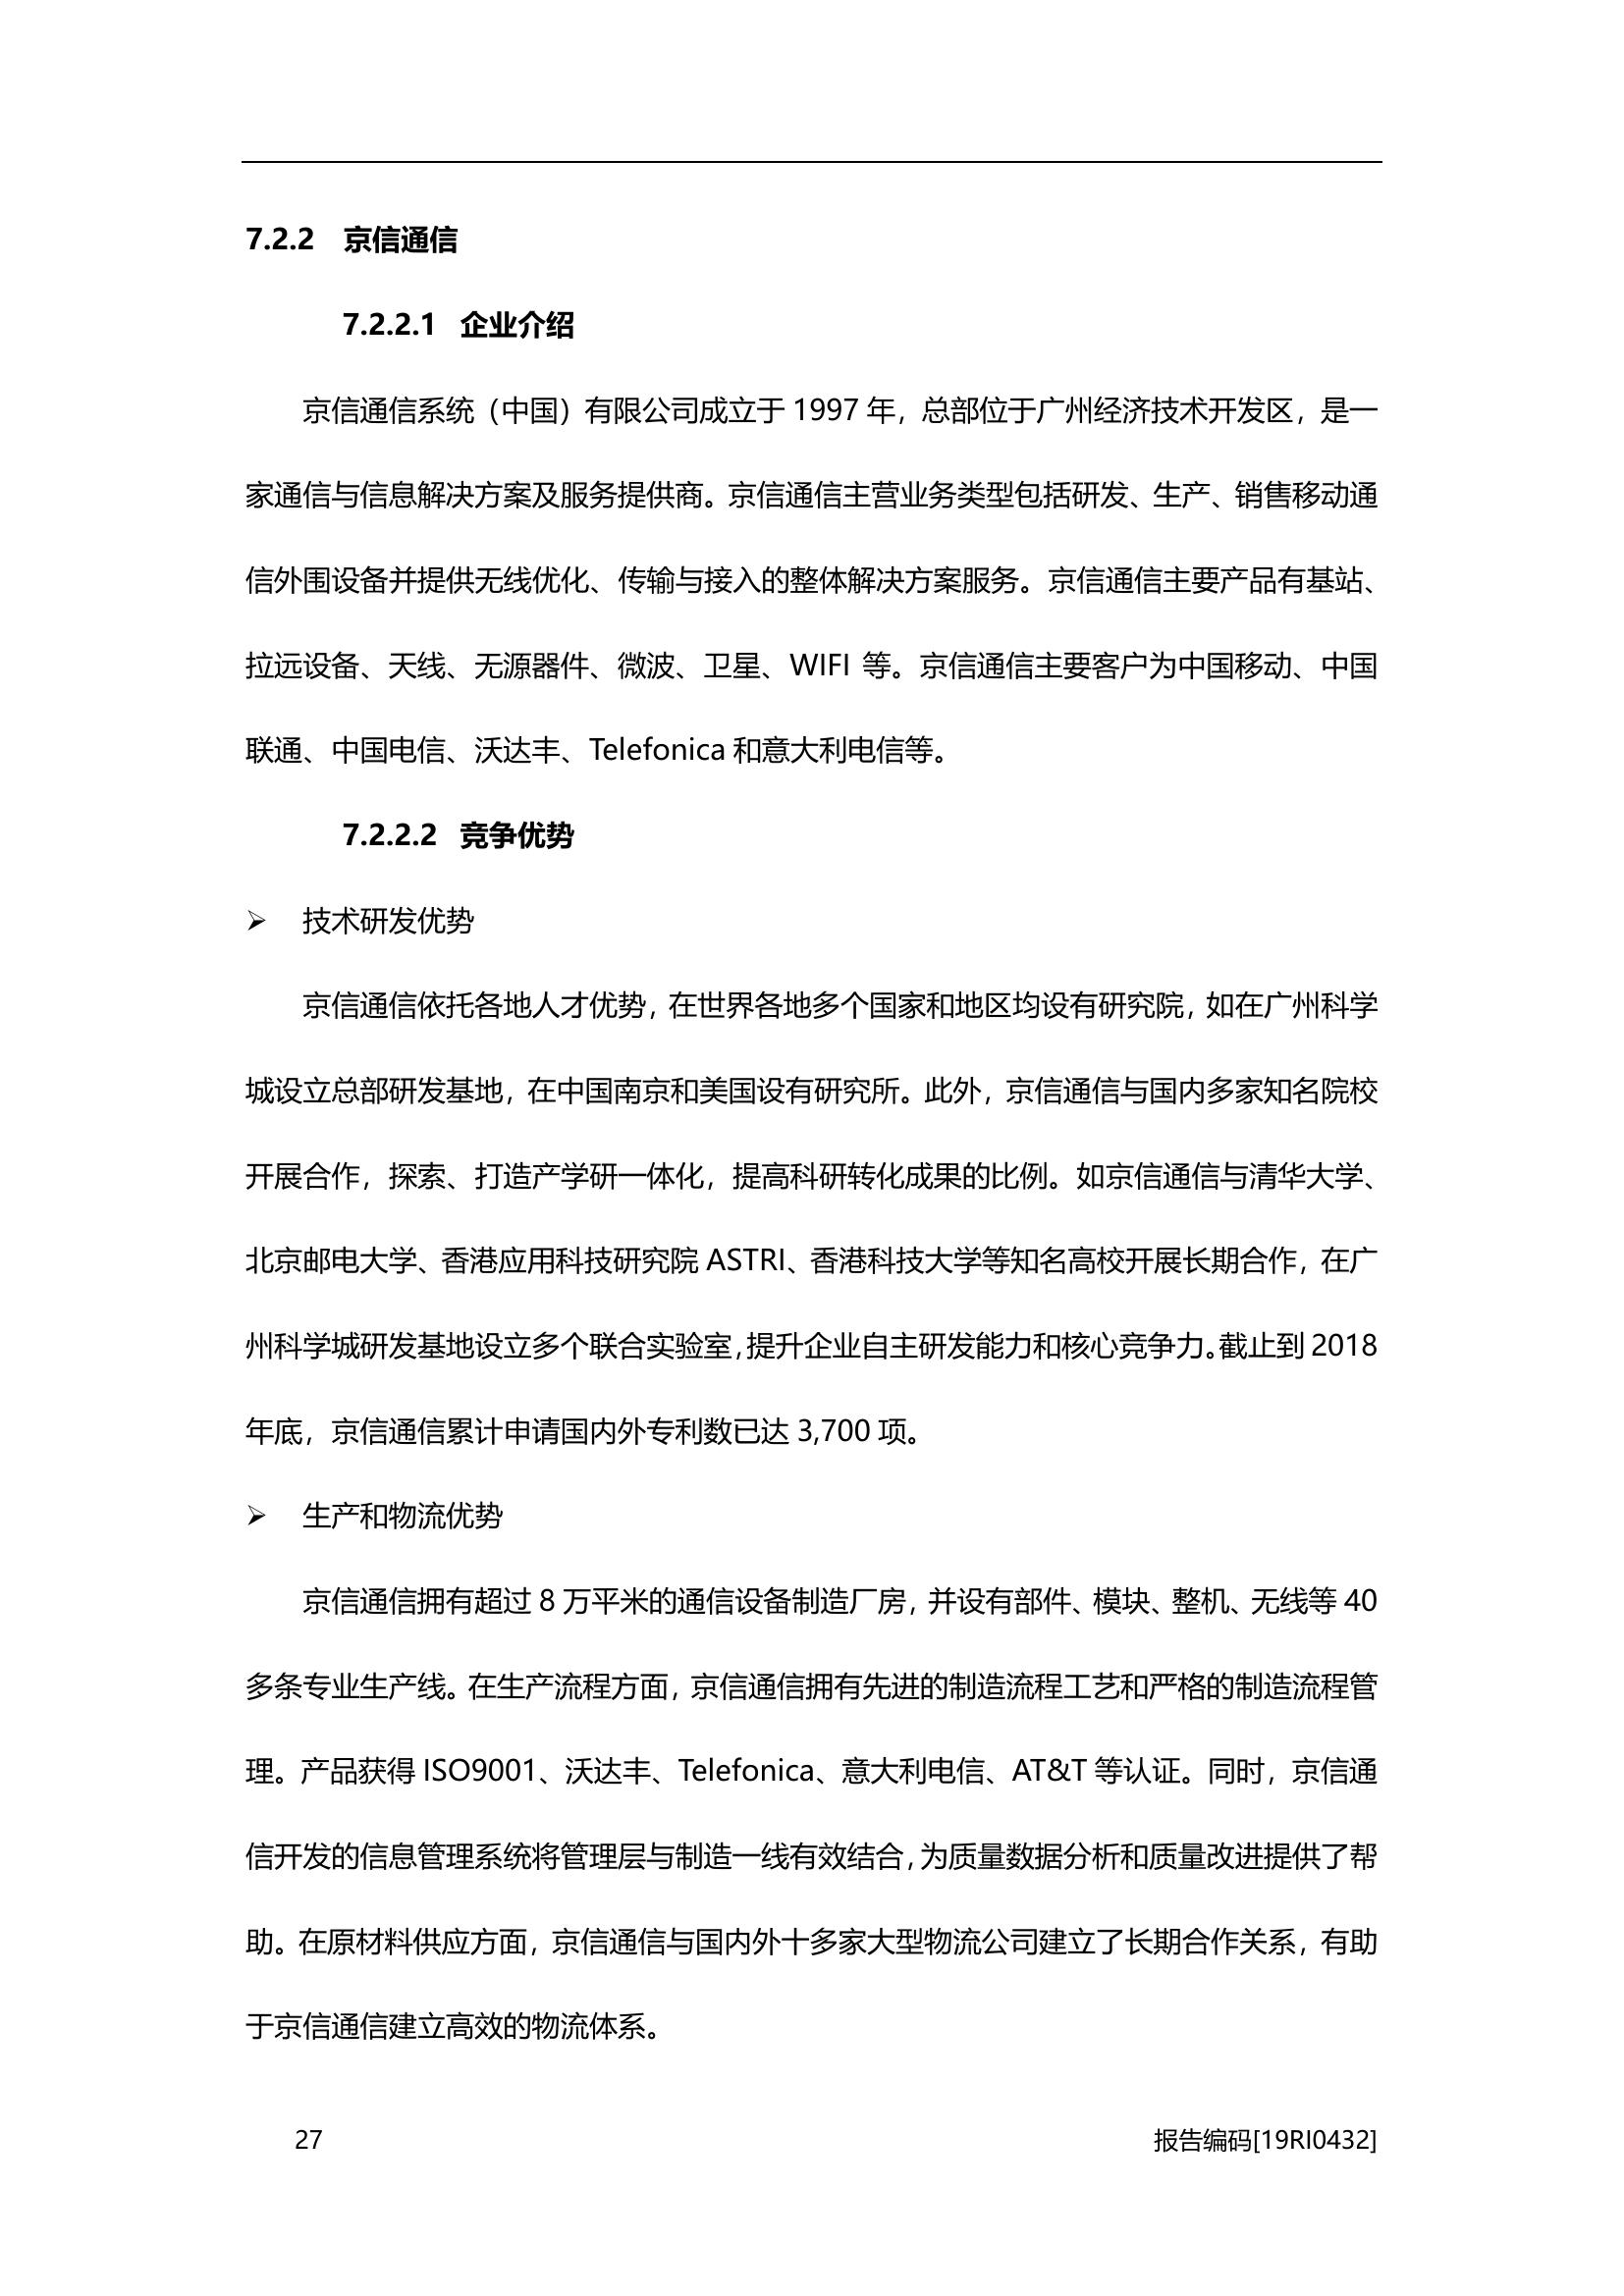 7.2.2 京信通信
7.2.2.1 企业介绍
京信通信系统（中国）有限公司成立于 1997 年，总部位于广州经济技术开发区，是一
家通信与信息解决方案及服务提供商。京信通信主营业务类型包括研发、生产、销售移动通
信外围设备并提供无线优化、传输与接入的整体解决方案服务。京信通信主要产品有基站、
拉远设备、天线、无源器件、微波、卫星、WIFI 等。京信通信主要客户为中国移动、中国
联通、中国电信、沃达丰、Telefonica 和意大利电信等。
7.2.2.2 竞争优势
➢ 技术研发优势
京信通信依托各地人才优势，在世界各地多个国家和地区均设有研究院，如在广州科学
城设立总部研发基地，在中国南京和美国设有研究所。此外，京信通信与国内多家知名院校
开展合作，探索、打造产学研一体化，提高科研转化成果的比例。如京信通信与清华大学、
北京邮电大学、香港应用科技研究院 ASTRI、香港科技大学等知名高校开展长期合作，在广
州科学城研发基地设立多个联合实验室，提升企业自主研发能力和核心竞争力。截止到 2018
年底，京信通信累计申请国内外专利数已达 3,700 项。
➢ 生产和物流优势
京信通信拥有超过 8 万平米的通信设备制造厂房，并设有部件、模块、整机、无线等 40
多条专业生产线。在生产流程方面，京信通信拥有先进的制造流程工艺和严格的制造流程管
理。产品获得 ISO9001、沃达丰、Telefonica、意大利电信、AT&T 等认证。同时，京信通
信开发的信息管理系统将管理层与制造一线有效结合，为质量数据分析和质量改进提供了帮
助。在原材料供应方面，京信通信与国内外十多家大型物流公司建立了长期合作关系，有助
于京信通信建立高效的物流体系。
27 报告编码[19RI0432]